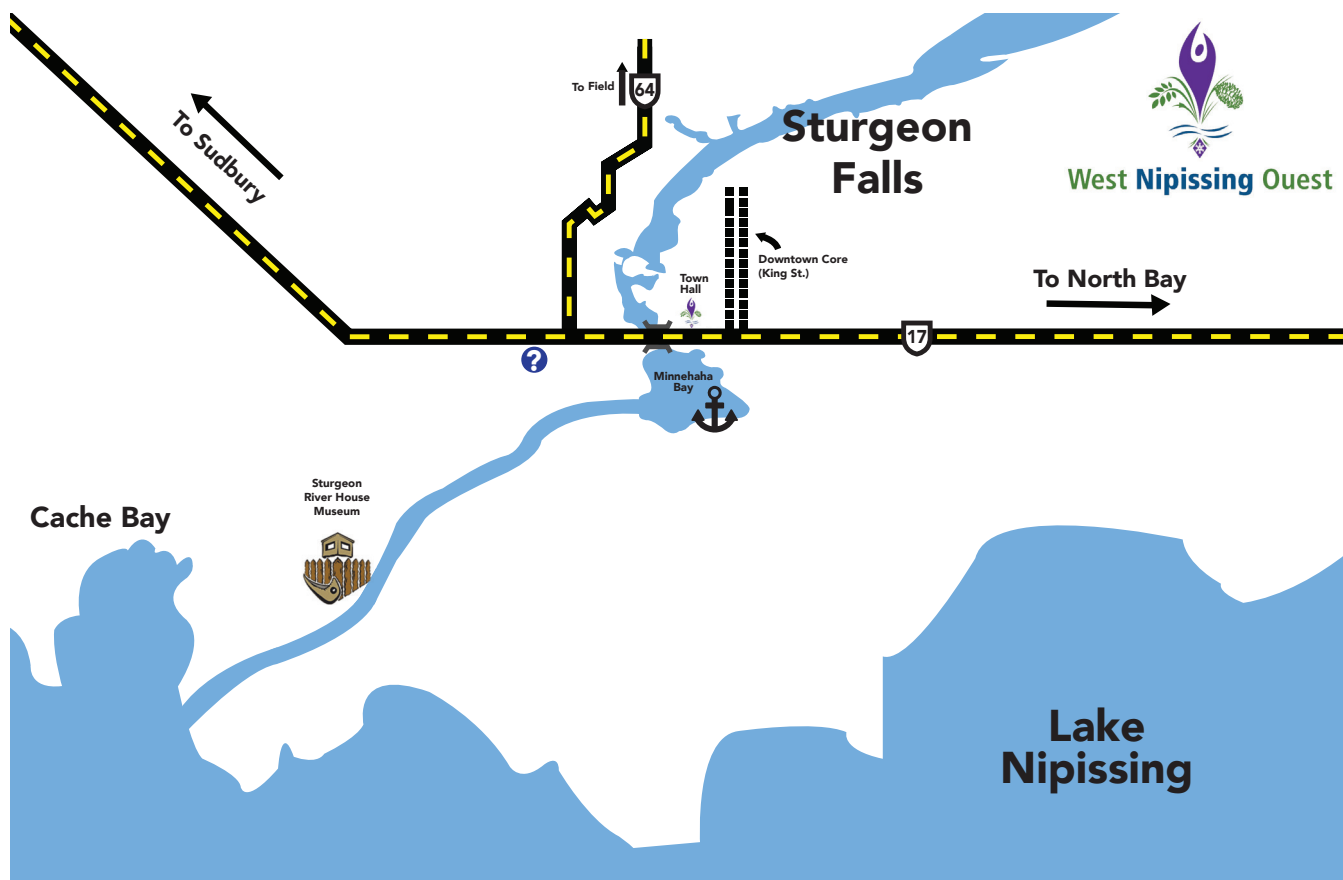 To Field
64
To Sudbury
Sturgeon
Falls
West Nipissing Ouest
Downtown Core
(King St.)
Town
Hall
To North Bay
17
?
Minnehaha
Bay
Sturgeon
River House
Museum
Cache Bay
Lake
Nipissing